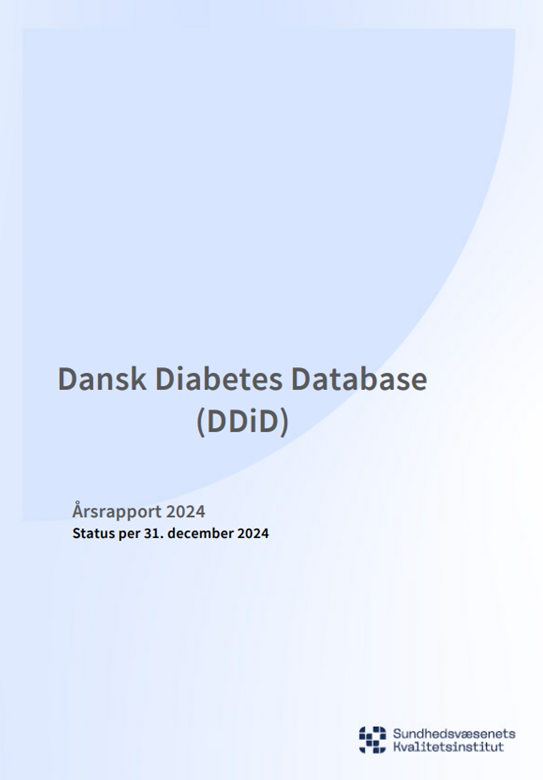 Dansk Diabetes Database
(DDiD)
Årsrapport 2024
Status per 31. december 2024
Sundhedsvæsenets
Kvalitetsinstitut